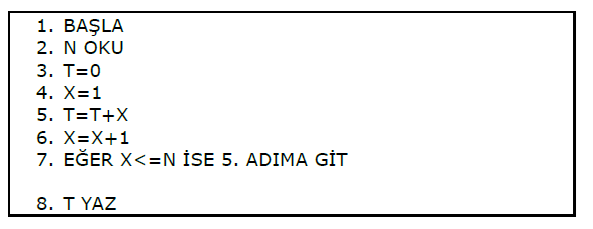 1. BAŞLA
2. N OKU
3. T=0
4. X=1
5. T=T+X
6. X=X+1
7. EĞER X<=N İSE 5. ADIMA GİT
8. T YAZ